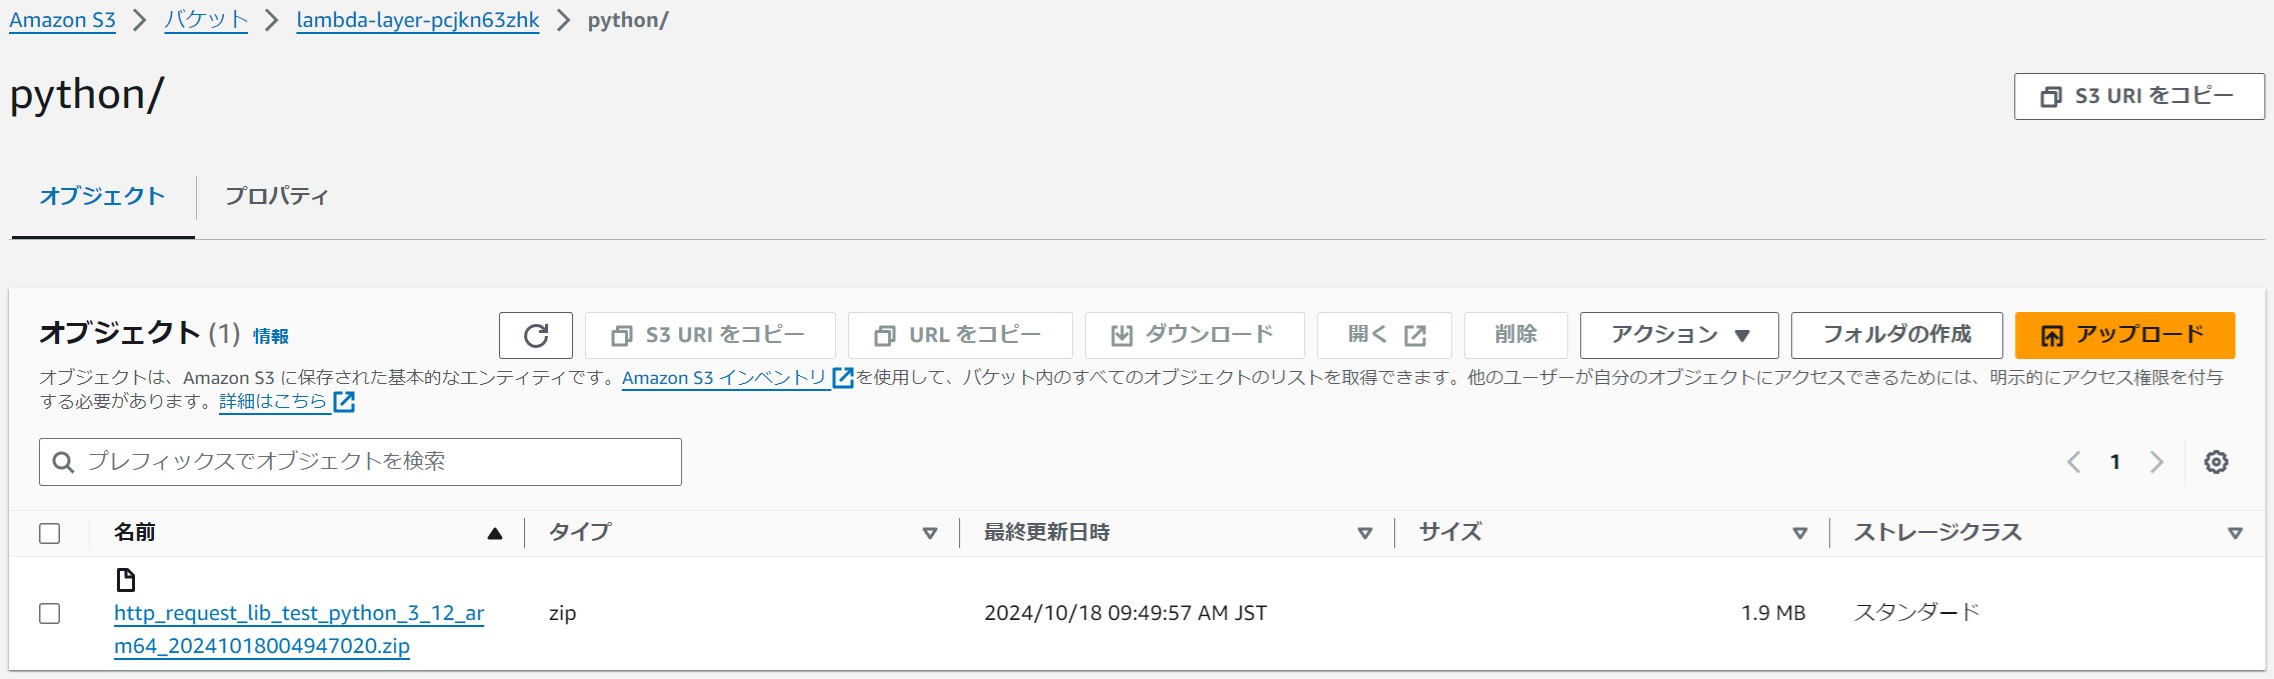 Amazon S3 > バケット > lambda-layer-pcjkn63zhk > python/
python/
S3 URI をコピー
オブジェクト プロパティ
オブジェクト (1) 情報 S3 URI をコピー URL をコピー ダウンロード 開く 削除 アクション フォルダの作成 アップロード
オブジェクトは、Amazon S3 に保存された基本的なエンティティです。Amazon S3 インベントリ を使用して、バケット内のすべてのオブジェクトのリストを取得できます。他のユーザーが自分のオブジェクトにアクセスできるためには、明示的にアクセス権限を付与
する必要があります。詳細はこちら
プレフィックスでオブジェクトを検索 1
名前 タイプ 最終更新日時 サイズ ストレージクラス
http_request_lib_test_python_3_12_ar zip 2024/10/18 09:49:57 AM JST 1.9 MB スタンダード
m64_20241018004947020.zip